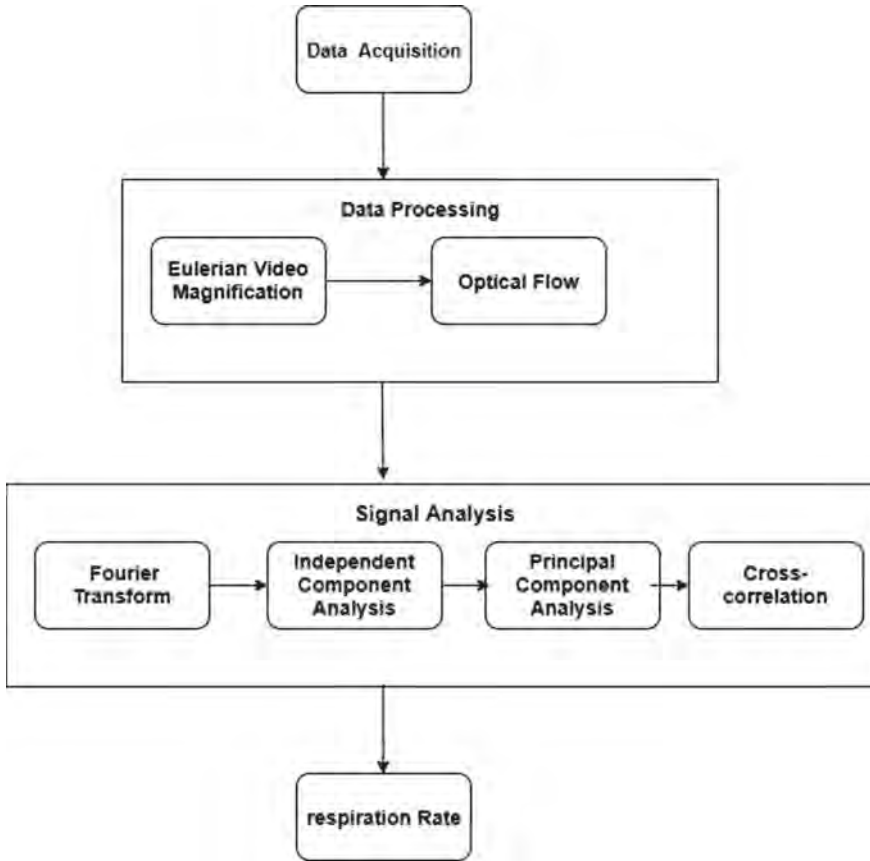 Data Acquisition
Data Processing
Eulerian Video
Magnification
Optical Flow
Signal Analysis
Fourier
Transform
Independent
Component
Analysis
Principal
Component
Analysis
Cross-
correlation
respiration Rate